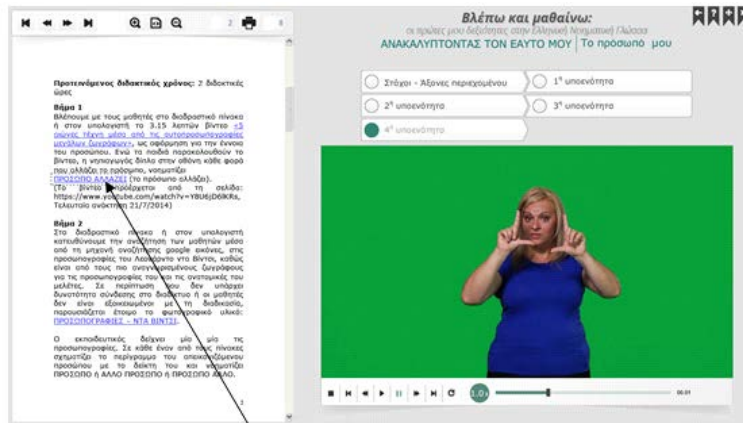 2
8
Βλέπω και μαθαίνω:
οι πρώτες μου δεξιότητες στην Ελληνική Νοηματική Γλώσσα
ΑΝΑΚΑΛΥΠΤΟΝΤΑΣ ΤΟΝ ΕΑΥΤΟ ΜΟΥ | Το πρόσωπό μου
Στόχοι - Άξονες περιεχομένου
1η υποενότητα
2η υποενότητα
3η υποενότητα
4η υποενότητα
Προτεινόμενος διδακτικός χρόνος: 2 διδακτικές
ώρες
Βήμα 1
Βλέπουμε με τους μαθητές στο διαδραστικό πίνακα
ή στον υπολογιστή το 3.15 λεπτών βίντεο «5
αιώνες τέχνη μέσα από τις αυτοπροσωπογραφίες
μεγάλων ζωγράφων», ως αφόρμηση για την έννοια
του προσώπου. Ενώ τα παιδιά παρακολουθούν το
βίντεο, η νηπιαγωγός δίπλα στην οθόνη κάθε φορά
που αλλάζει το πρόσωπο, νοηματίζει
ΠΡΟΣΩΠΟ ΑΛΛΑΖΕΙ (το πρόσωπο αλλάζει).
(Το βίντεο προέρχεται από τη σελίδα:
https://www.youtube.com/watch?v=YBU6jD6iKRs,
Τελευταία ανάκτηση 21/7/2014)
Βήμα 2
Στο διαδραστικό πίνακα ή στον υπολογιστή
κατευθύνουμε την αναζήτηση των μαθητών μέσα
από τη μηχανή αναζήτησης google εικόνες, στις
προσωπογραφίες του Λεονάρντο ντα Βίντσι, καθώς
είναι από τους πιο αναγνωρισμένους ζωγράφους
για τις προσωπογραφίες του και τις ανατομικές του
μελέτες. Σε περίπτωση που δεν υπάρχει
δυνατότητα σύνδεσης στο διαδίκτυο ή οι μαθητές
δεν είναι εξοικειωμένοι με τη διαδικασία,
παρουσιάζεται έτοιμο το φωτογραφικό υλικό:
ΠΡΟΣΩΠΟΓΡΑΦΙΕΣ – ΝΤΑ ΒΙΝΤΣΙ.
Ο εκπαιδευτικός δείχνει μία μία τις
προσωπογραφίες. Σε κάθε έναν από τους πίνακες
σχηματίζει το περίγραμμα του απεικονιζόμενου
προσώπου με το δείκτη του και νοηματίζει
ΠΡΟΣΩΠΟ ή ΑΛΛΟ ΠΡΟΣΩΠΟ ή ΠΡΟΣΩΠΟ ΑΛΛΟ.
1.0x
00:01